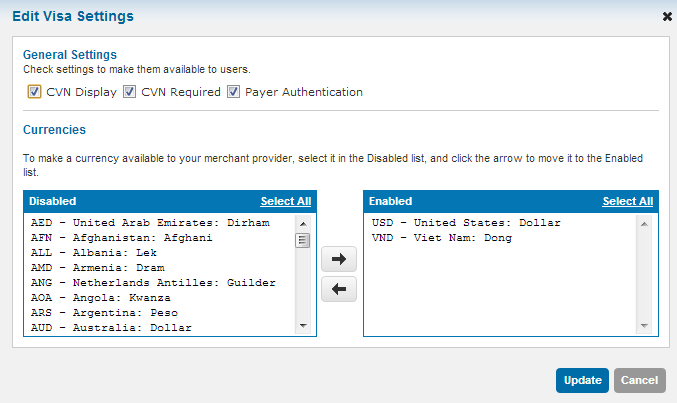 Edit Visa Settings
General Settings
Check settings to make them available to users.
CVN Display CVN Required Payer Authentication
Currencies
To make a currency available to your merchant provider, select it in the Disabled list, and click the arrow to move it to the Enabled
list.
Disabled Select All
AED - United Arab Emirates: Dirham
AFN - Afghanistan: Afghani
ALL - Albania: Lek
AMD - Armenia: Dram
ANG - Netherlands Antilles: Guilder
AOA - Angola: Kwanza
ARS - Argentina: Peso
AUD - Australia: Dollar
Enabled Select All
USD - United States: Dollar
VND - Viet Nam: Dong
Update Cancel